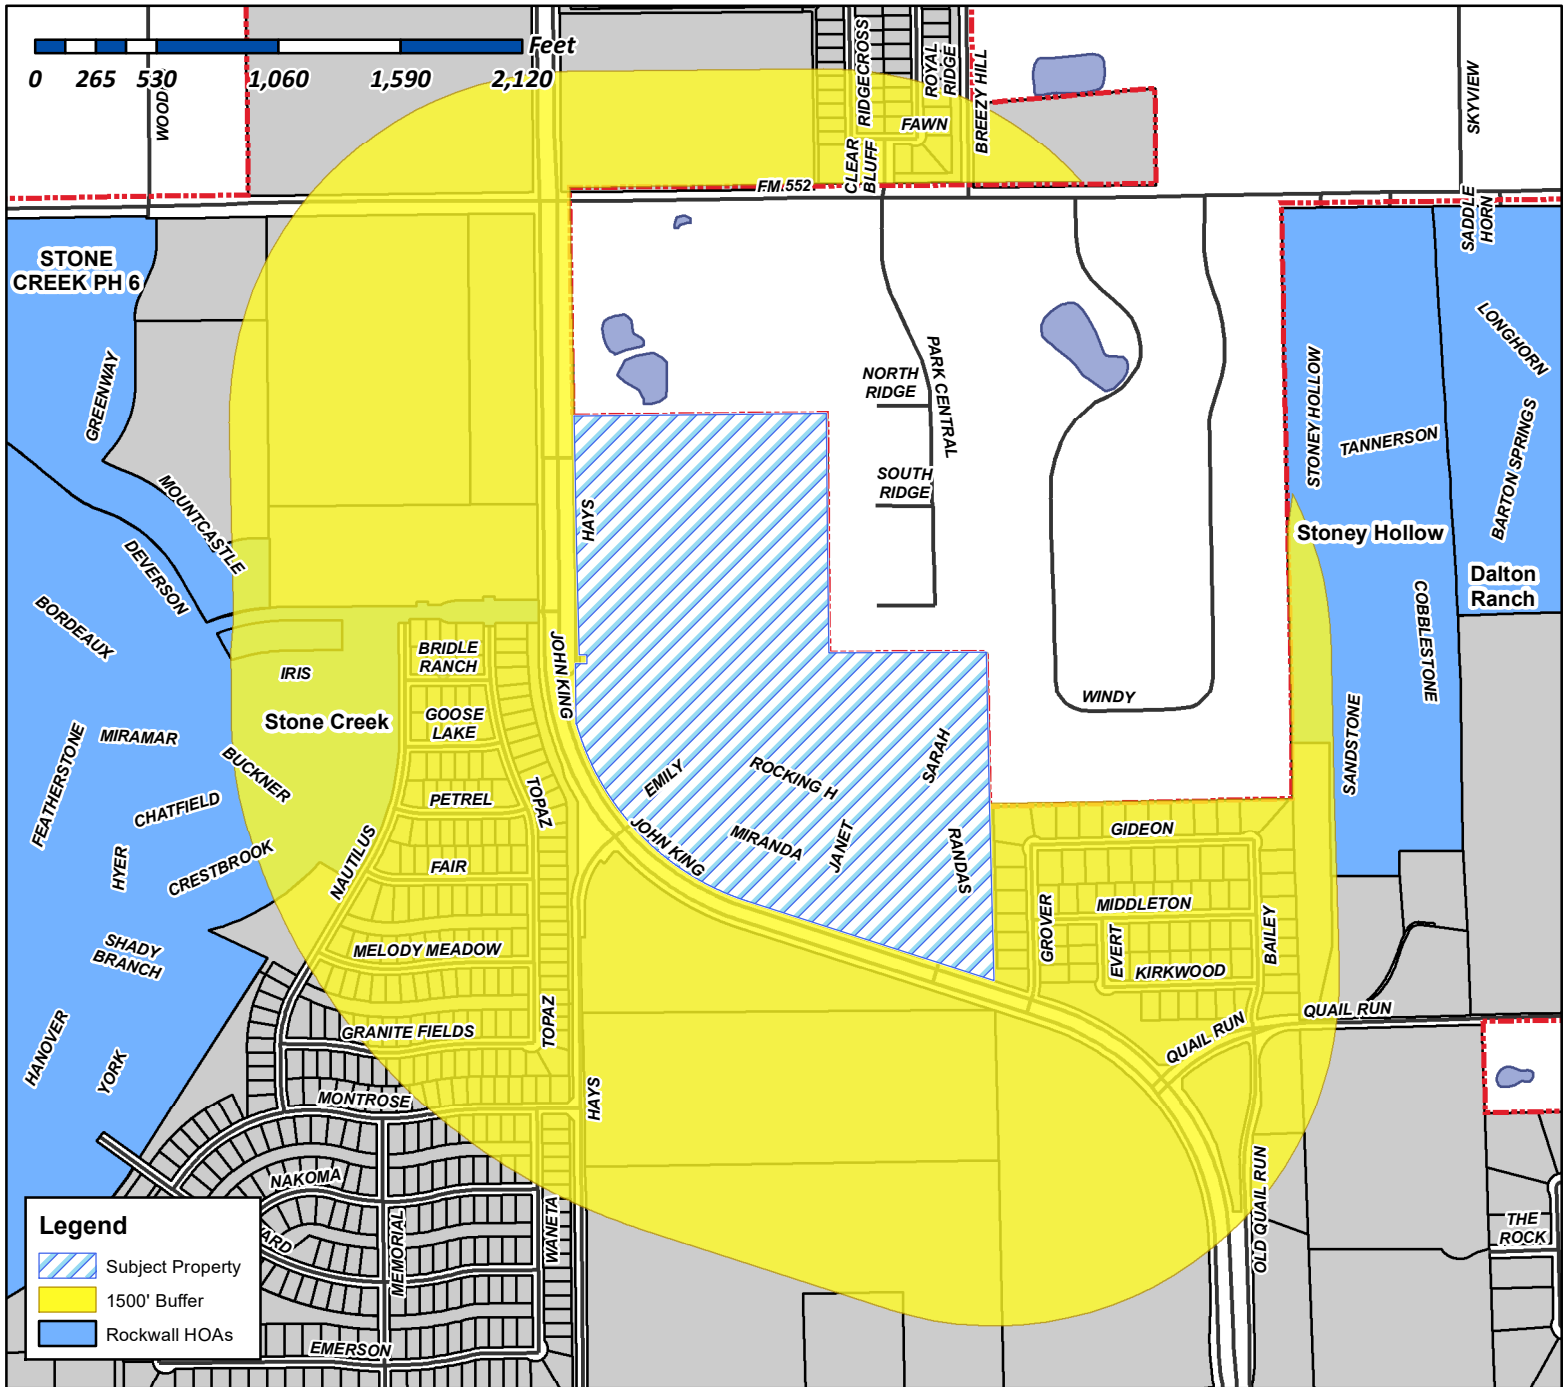 Feet
0 265 530 1,060 1,590 2,120
RIDGECROSS
ROYAL
RIDGE
BREEZY HILL
SKYVIEW
FAWN
CLEAR
BLUFF
FM 552
SADDLE
HORN
STONE
CREEK PH 6
GREENWAY
MOUNTCASTLE
DEVERSON
BORDEAUX
LONGHORN
PARK CENTRAL
NORTH
RIDGE
SOUTH
RIDGE
STONEY HOLLOW
TANNERSON
BARTON SPRINGS
Stoney Hollow
Dalton
Ranch
COBBLESTONE
SANDSTONE
HAYS
JOHN KING
BRIDLE
RANCH
IRIS
GOOSE
LAKE
Stone Creek
MIRAMAR
BUCKNER
FEATHERSTONE
CHATFIELD
HYER
CRESTBROOK
NAUTILUS
PETREL
TOPAZ
FAIR
WINDY
EMILY
ROCKING H
SARAH
MIRANDA
JANET
RANDAS
JOHN KING
GIDEON
MIDDLETON
GROVER
EVERT
KIRKWOOD
BAILEY
QUAIL RUN
QUAIL RUN
OLD QUAIL RUN
MELODY MEADOW
SHADY
BRANCH
GRANITE FIELDS
TOPAZ
HANOVER
YORK
MONTROSE
HAYS
NAKOMA
MEMORIAL
WANETA
EMERSON
THE
ROCK
Legend
Subject Property
1500' Buffer
Rockwall HOAs